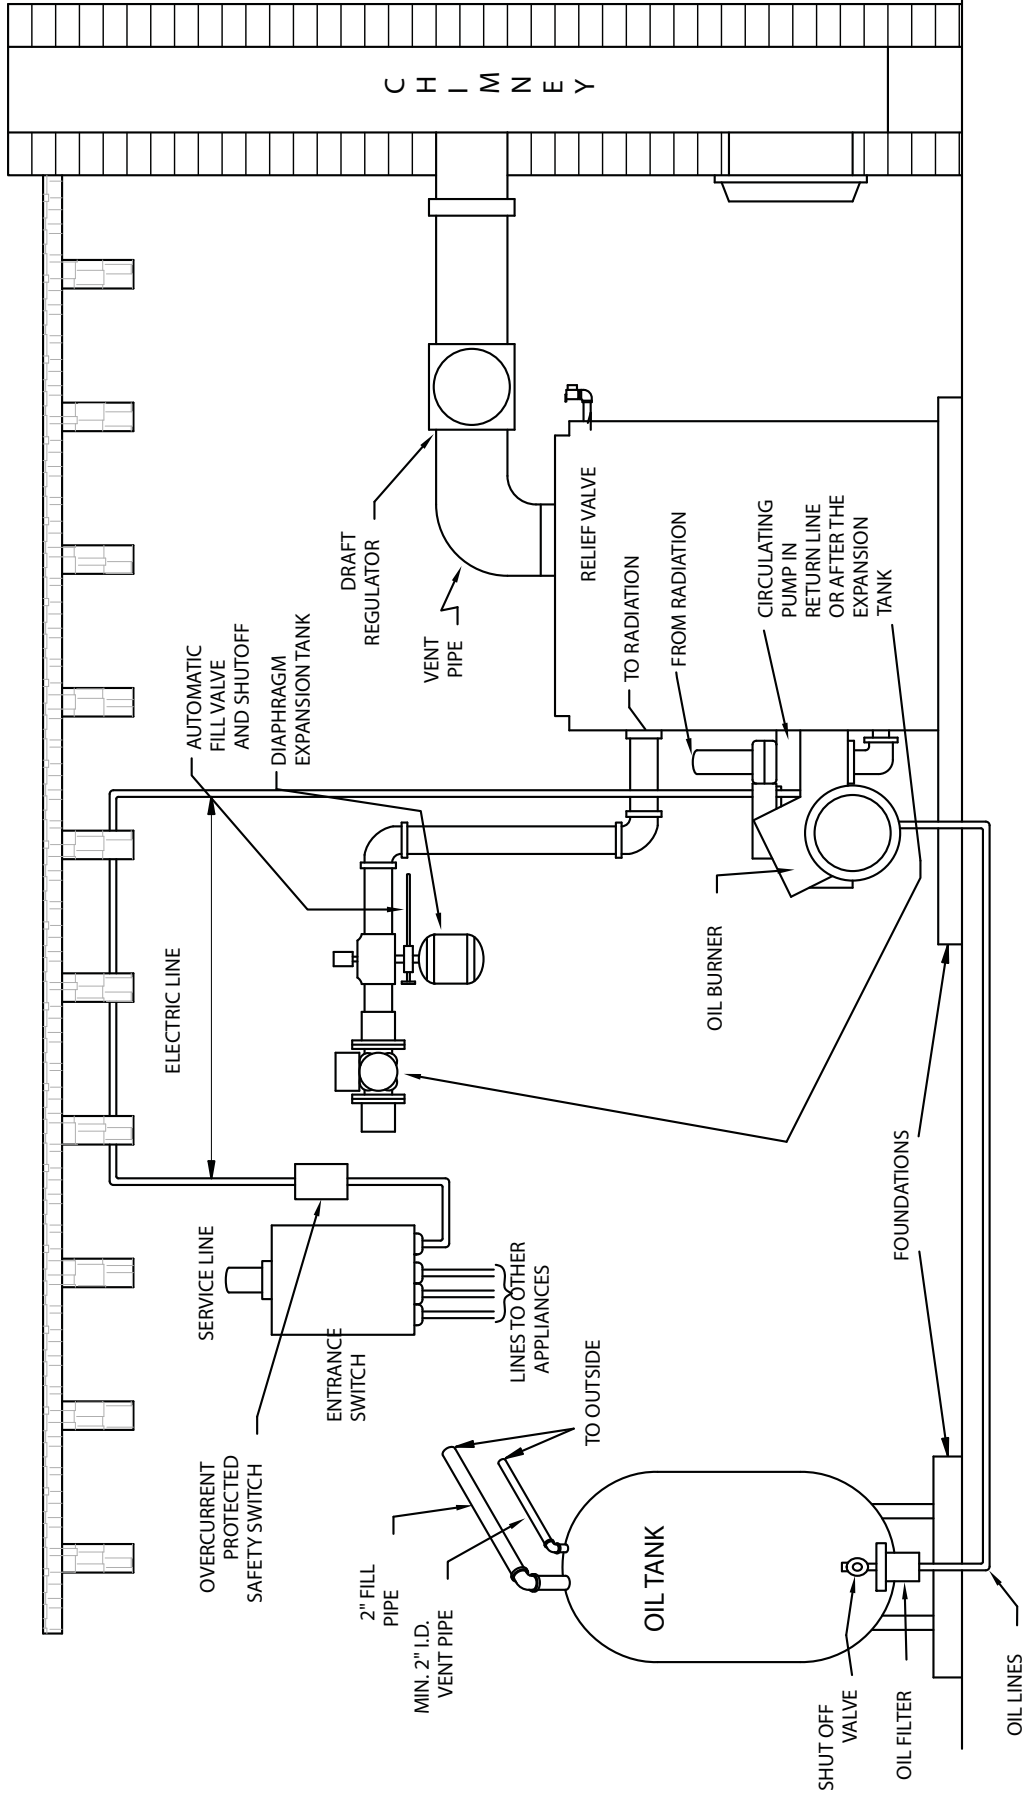 OVERCURRENT
PROTECTED
SAFETY SWITCH
SERVICE LINE
ELECTRIC LINE
AUTOMATIC
FILL VALVE
AND SHUTOFF
DIAPHRAGM
EXPANSION TANK
DRAFT
REGULATOR
CHIMNEY
2" FILL
PIPE
MIN. 2" I.D.
VENT PIPE
ENTRANCE
SWITCH
LINES TO OTHER
APPLIANCES
TO OUTSIDE
VENT
PIPE
RELIEF VALVE
TO RADIATION
FROM RADIATION
OIL TANK
OIL BURNER
CIRCULATING
PUMP IN
RETURN LINE
OR AFTER THE
EXPANSION
TANK
SHUT OFF
VALVE
OIL FILTER
FOUNDATIONS
OIL LINES